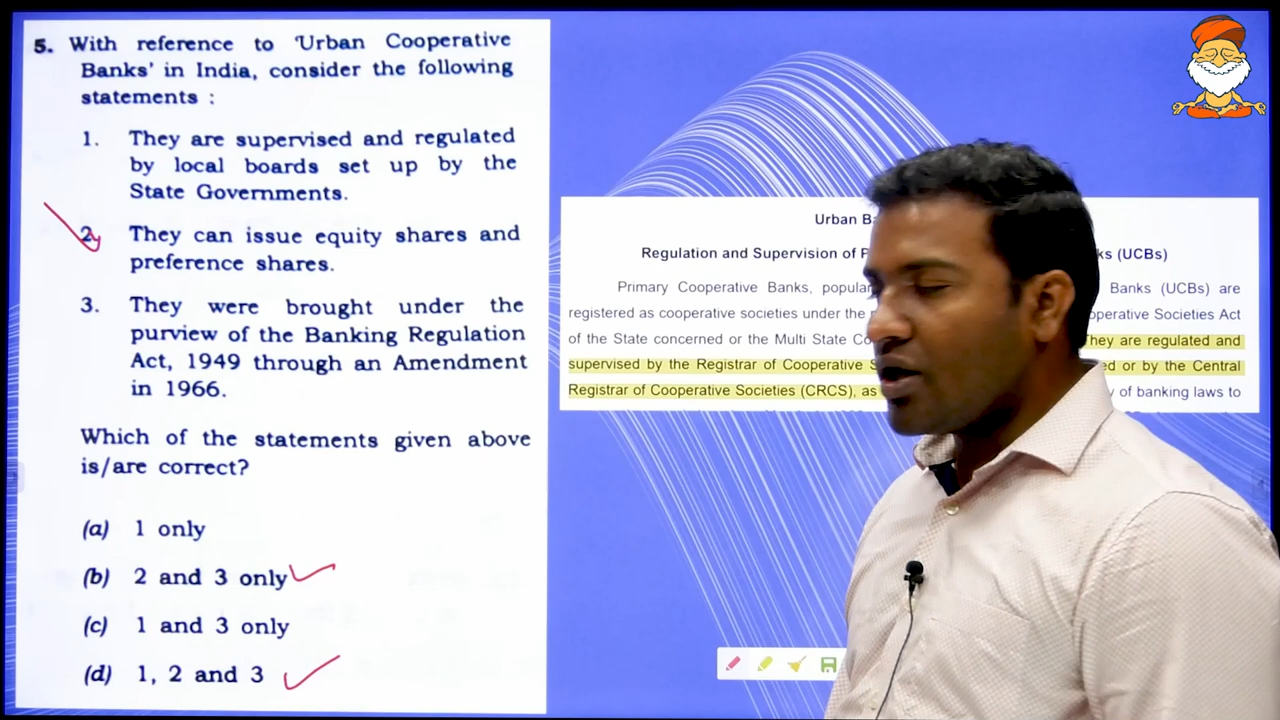 5. With reference to 'Urban Cooperative
Banks' in India, consider the following
statements :
1. They are supervised and regulated
by local boards set up by the
State Governments.
2. They can issue equity shares and
preference shares.
3. They were brought under the
purview of the Banking Regulation
Act, 1949 through an Amendment
in 1966.
Which of the statements given above
is/are correct?
(a) 1 only
(b) 2 and 3 only
(c) 1 and 3 only
(d) 1, 2 and 3
Urban
Regulation and Supervision of (UCBs)
Primary Cooperative Banks, Banks (UCBs) are
registered as cooperative societies under the Societies Act
of the State concerned or the Multi State They are regulated and
supervised by the Registrar of Cooperative or by the Central
Registrar of Cooperative Societies (CRCS), as of banking laws to